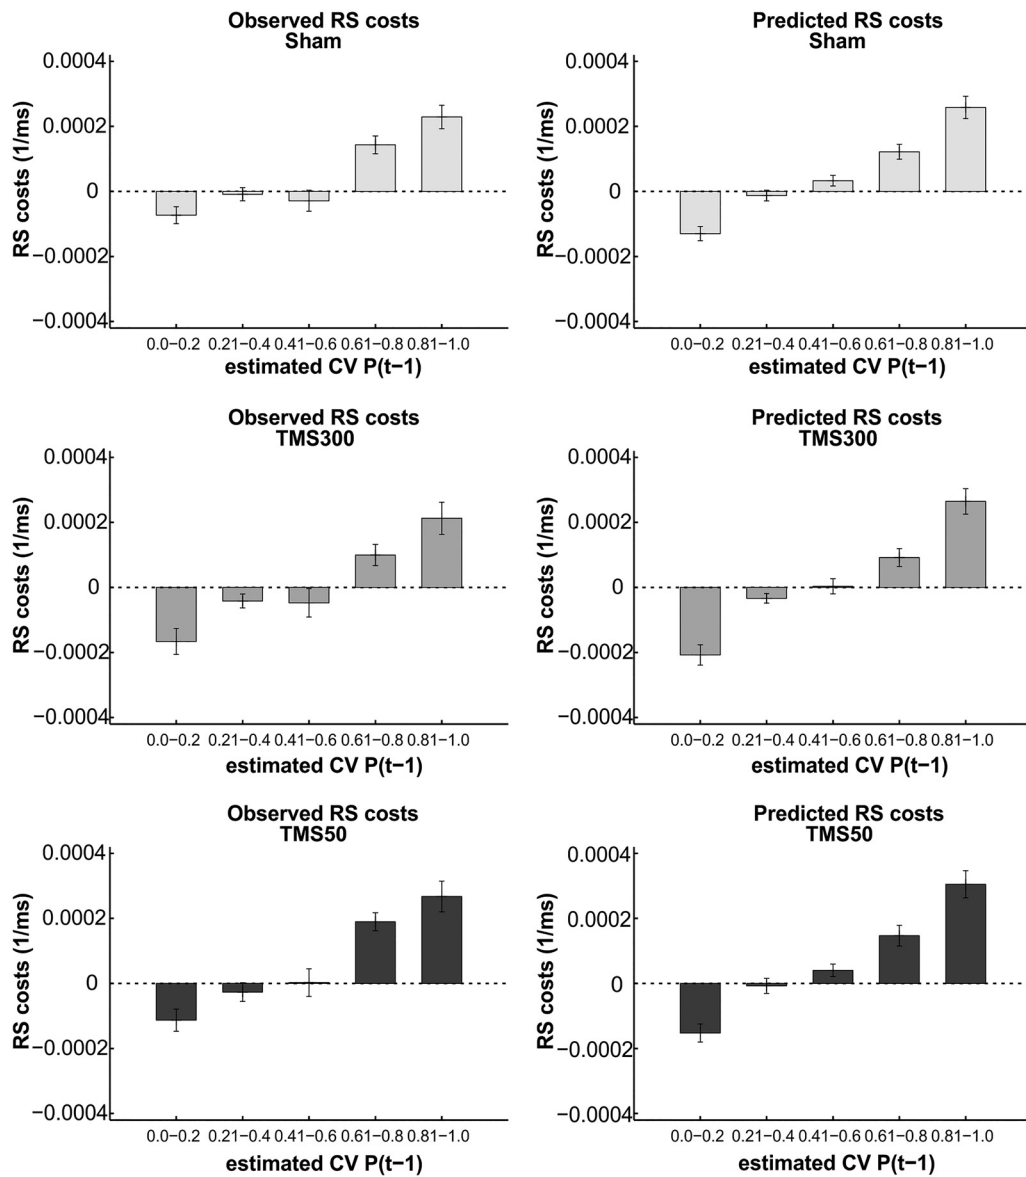 Observed RS costs
Sham
RS costs (1/ms)
0.0004
0.0002
0
−0.0002
−0.0004
0.0−0.2 0.21−0.4 0.41−0.6 0.61−0.8 0.81−1.0
estimated CV P(t−1)
Predicted RS costs
Sham
RS costs (1/ms)
0.0004
0.0002
0
−0.0002
−0.0004
0.0−0.2 0.21−0.4 0.41−0.6 0.61−0.8 0.81−1.0
estimated CV P(t−1)
Observed RS costs
TMS300
RS costs (1/ms)
0.0004
0.0002
0
−0.0002
−0.0004
0.0−0.2 0.21−0.4 0.41−0.6 0.61−0.8 0.81−1.0
estimated CV P(t−1)
Predicted RS costs
TMS300
RS costs (1/ms)
0.0004
0.0002
0
−0.0002
−0.0004
0.0−0.2 0.21−0.4 0.41−0.6 0.61−0.8 0.81−1.0
estimated CV P(t−1)
Observed RS costs
TMS50
RS costs (1/ms)
0.0004
0.0002
0
−0.0002
−0.0004
0.0−0.2 0.21−0.4 0.41−0.6 0.61−0.8 0.81−1.0
estimated CV P(t−1)
Predicted RS costs
TMS50
RS costs (1/ms)
0.0004
0.0002
0
−0.0002
−0.0004
0.0−0.2 0.21−0.4 0.41−0.6 0.61−0.8 0.81−1.0
estimated CV P(t−1)